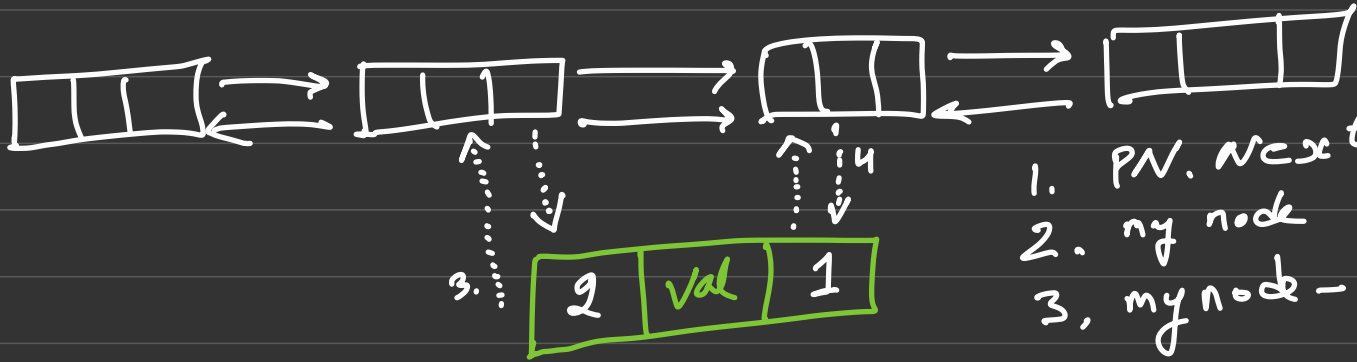 4
1. PN. Next
2. my node
3. 2 val 1
3, mynode-